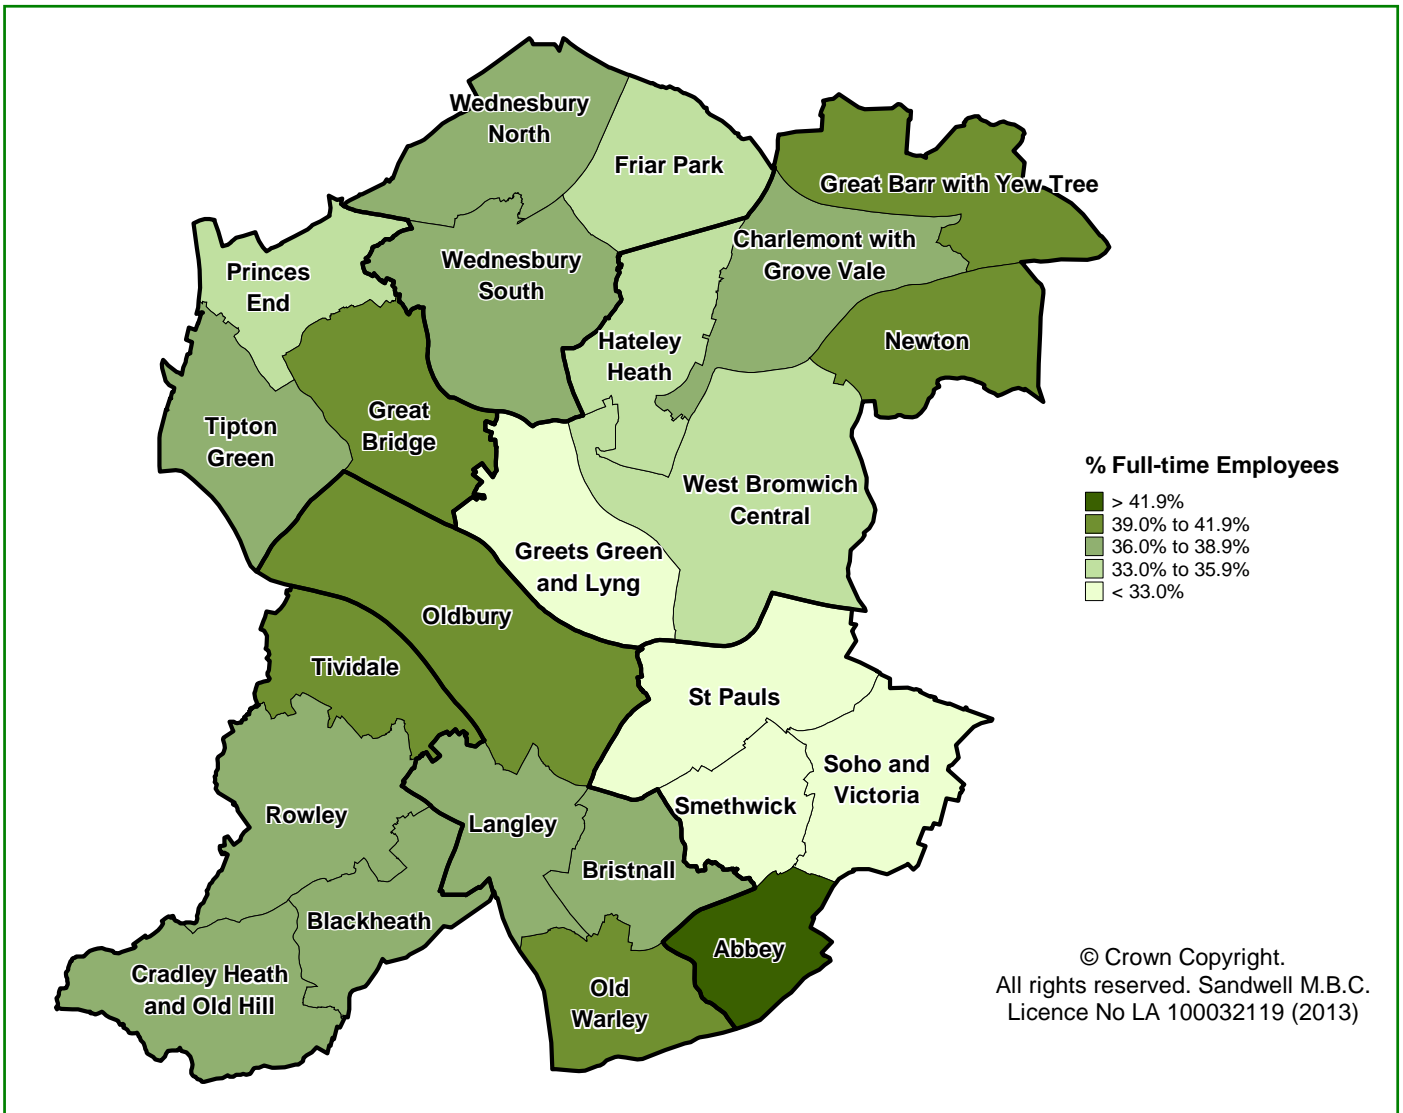 Wednesbury
North
Friar Park
Great Barr with Yew Tree
Charlemont with
Grove Vale
Princes
End
Wednesbury
South
Hateley
Heath
Newton
Tipton
Green
Great
Bridge
West Bromwich
Central
Greets Green
and Lyng
Oldbury
Tividale
St Pauls
Soho and
Victoria
Smethwick
Rowley
Langley
Bristnall
Blackheath
Abbey
Cradley Heath
and Old Hill
Old
Warley
% Full-time Employees
> 41.9%
39.0% to 41.9%
36.0% to 38.9%
33.0% to 35.9%
< 33.0%
© Crown Copyright.
All rights reserved. Sandwell M.B.C.
Licence No LA 100032119 (2013)